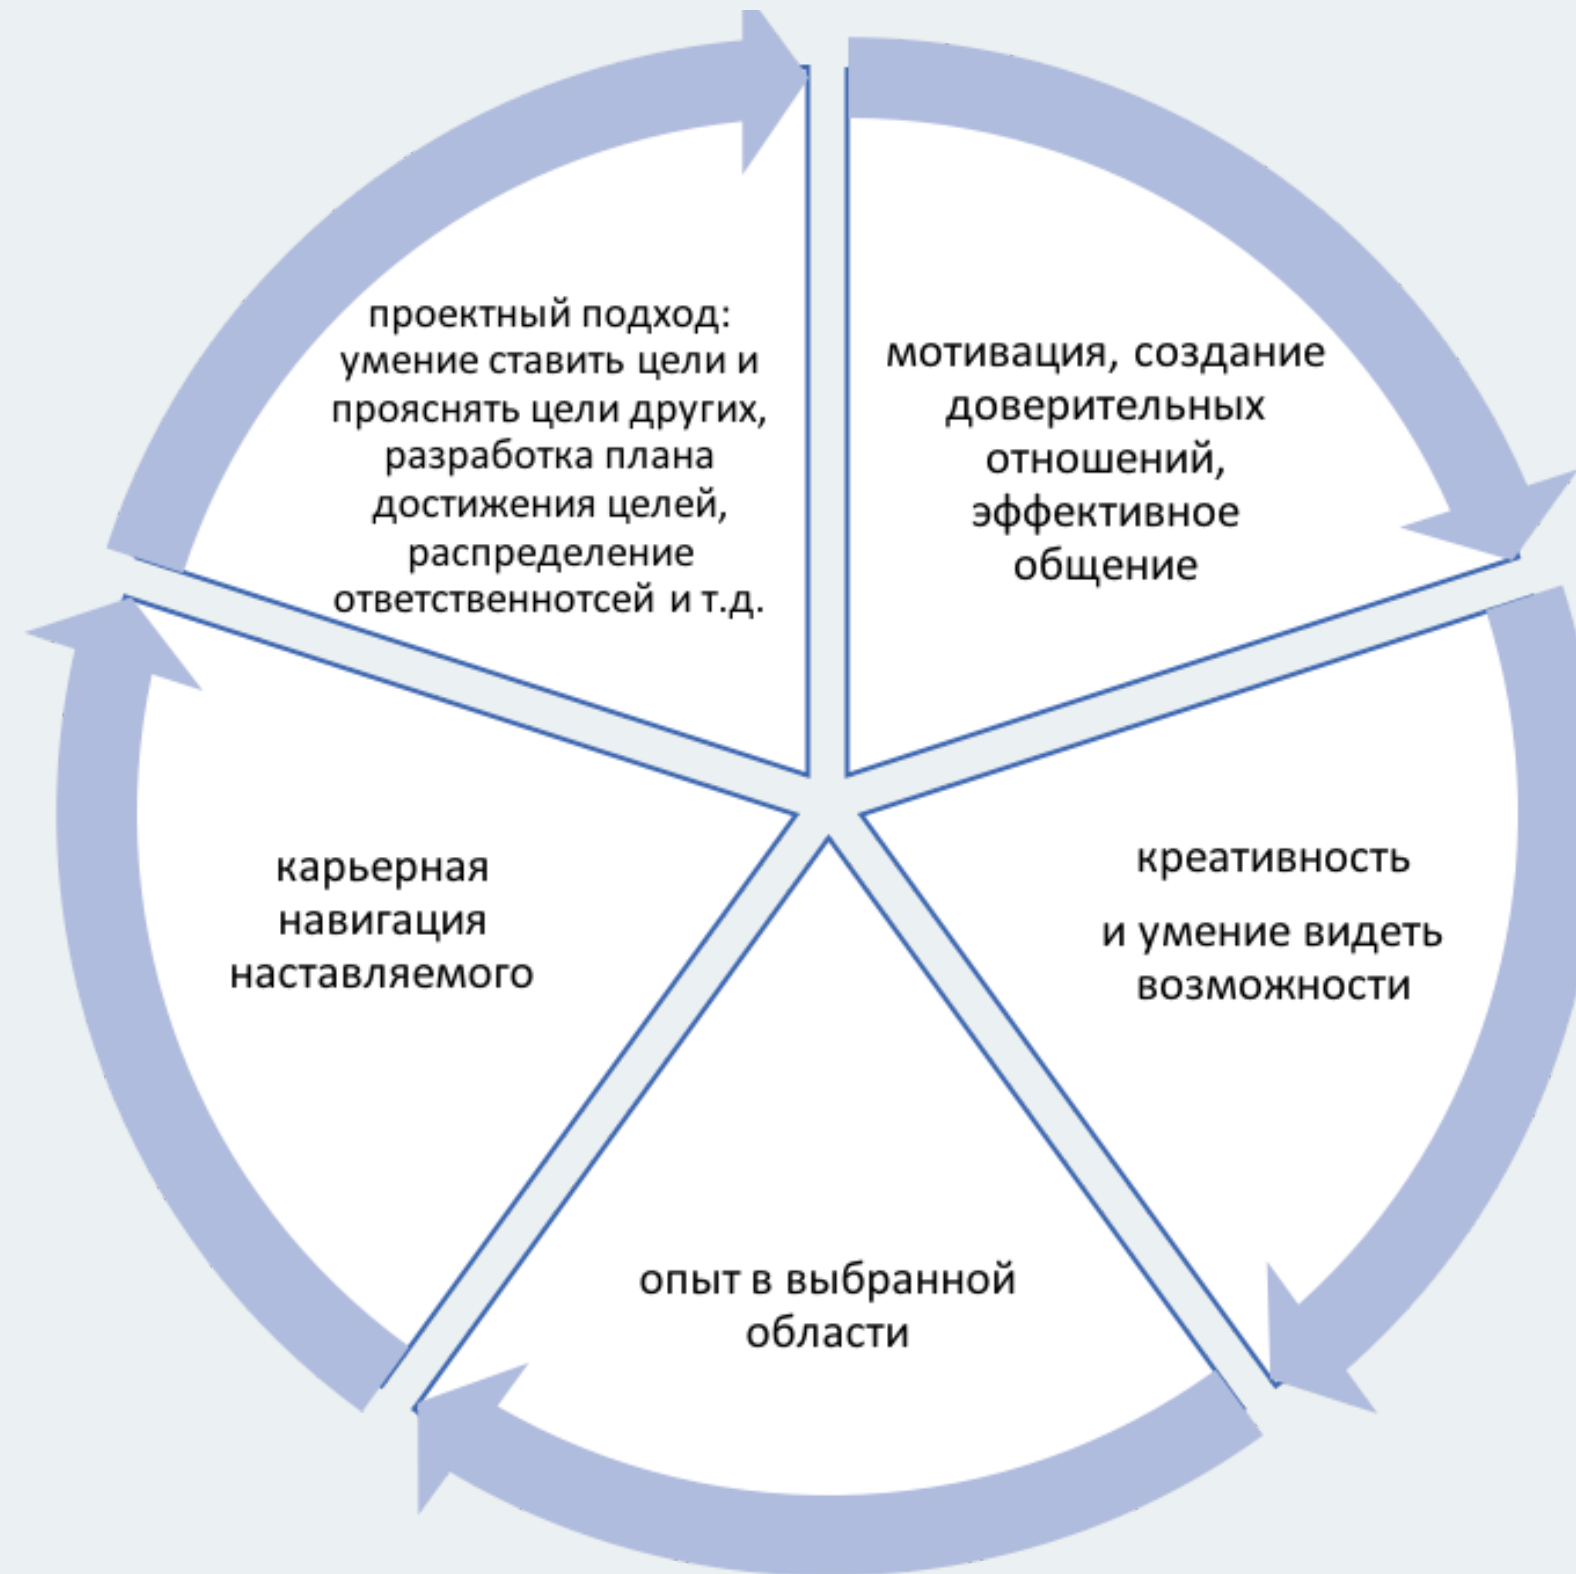 проектный подход:
умение ставить цели и
прояснять цели других,
разработка плана
достижения целей,
распределение
ответственнотсей и т.д.
мотивация, создание
доверительных
отношений,
эффективное
общение
креативность
и умение видеть
возможности
опыт в выбранной
области
карьерная
навигация
наставляемого